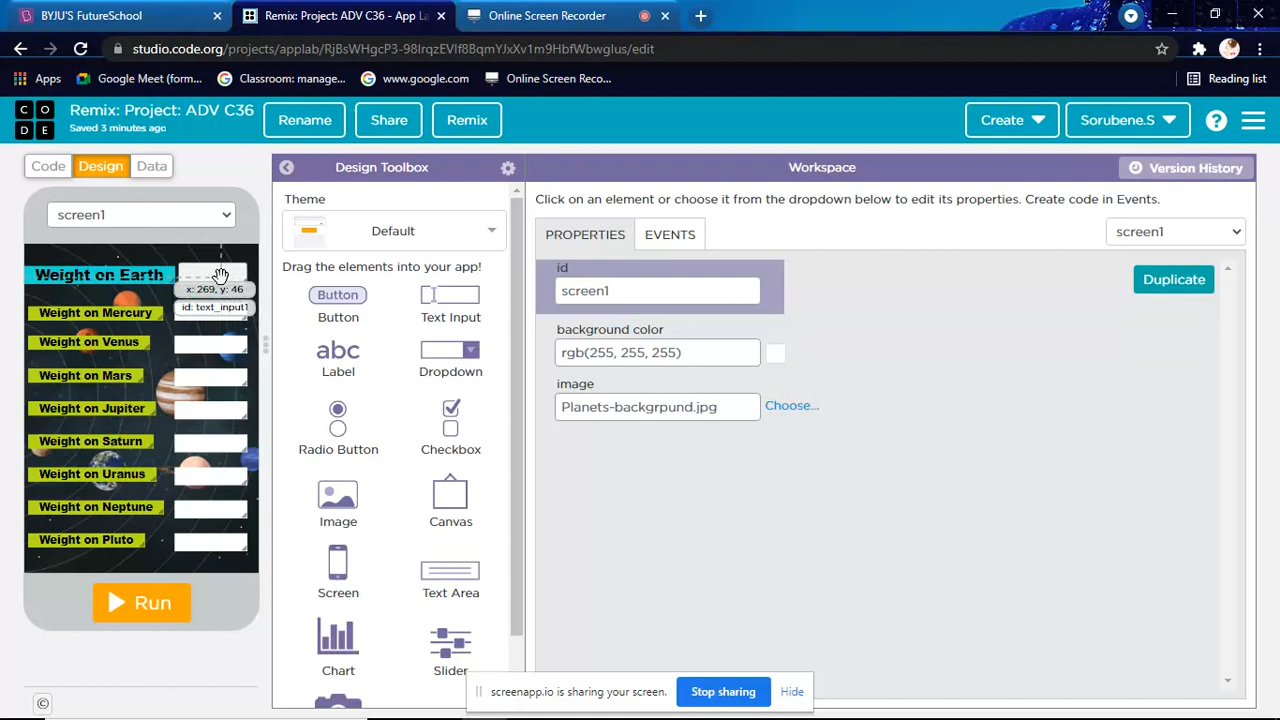 BYJU'S FutureSchool
Remix: Project: ADV C36 - App La
Online Screen Recorder
studio.code.org/projects/applab/RjBsWHgcP3-98IrqzEVlf8BqmYJxXv1m9HbfWbwgIus/edit
Apps
Google Meet (form...
Classroom: manage...
www.google.com
Online Screen Reco...
Reading list
C O
D E
Remix: Project: ADV C36
Saved 3 minutes ago
Rename
Share
Remix
Create
Sorubene.S
?
Code
Design
Data
Design Toolbox
Workspace
Version History
screen1
Theme
Default
Drag the elements into your app!
Button
Button
Text Input
abc
Label
Dropdown
Radio Button
Checkbox
Image
Canvas
Screen
Text Area
Chart
Slider
Click on an element or choose it from the dropdown below to edit its properties. Create code in Events.
PROPERTIES
EVENTS
screen1
id
screen1
Duplicate
background color
rgb(255, 255, 255)
image
Planets-backgrpund.jpg
Choose...
Weight on Earth
x: 269, y: 46
id: text_input1
Weight on Mercury
Weight on Venus
Weight on Mars
Weight on Jupiter
Weight on Saturn
Weight on Uranus
Weight on Neptune
Weight on Pluto
Run
©
screenapp.io is sharing your screen.
Stop sharing
Hide